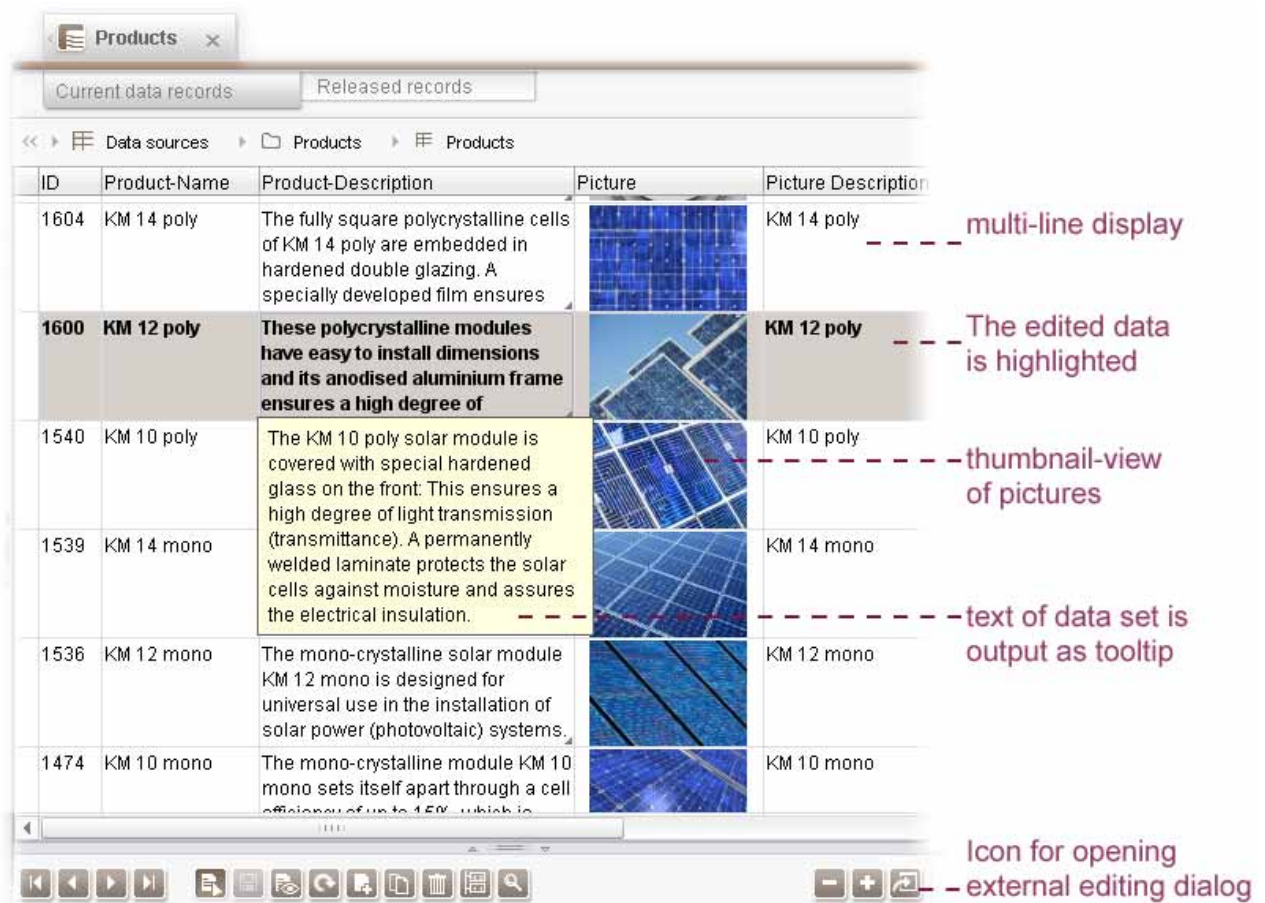 Products
Current data records
Released records
Data sources Products Products
ID Product-Name Product-Description Picture Picture Description
1604 KM 14 poly The fully square polycrystalline cells KM 14 poly
of KM 14 poly are embedded in
hardened double glazing. A
specially developed film ensures
multi-line display
1600 KM 12 poly These polycrystalline modules KM 12 poly
have easy to install dimensions
and its anodised aluminium frame
ensures a high degree of
The edited data
is highlighted
1540 KM 10 poly The KM 10 poly solar module is KM 10 poly
covered with special hardened
glass on the front: This ensures a
high degree of light transmission
(transmittance). A permanently
welded laminate protects the solar
cells against moisture and assures
the electrical insulation.
thumbnail-view
of pictures
1539 KM 14 mono KM 14 mono
text of data set is
output as tooltip
1536 KM 12 mono The mono-crystalline solar module KM 12 mono
KM 12 mono is designed for
universal use in the installation of
solar power (photovoltaic) systems.
1474 KM 10 mono The mono-crystalline module KM 10 KM 10 mono
mono sets itself apart through a cell
efficiency of up to 15%, which is
Icon for opening
external editing dialog